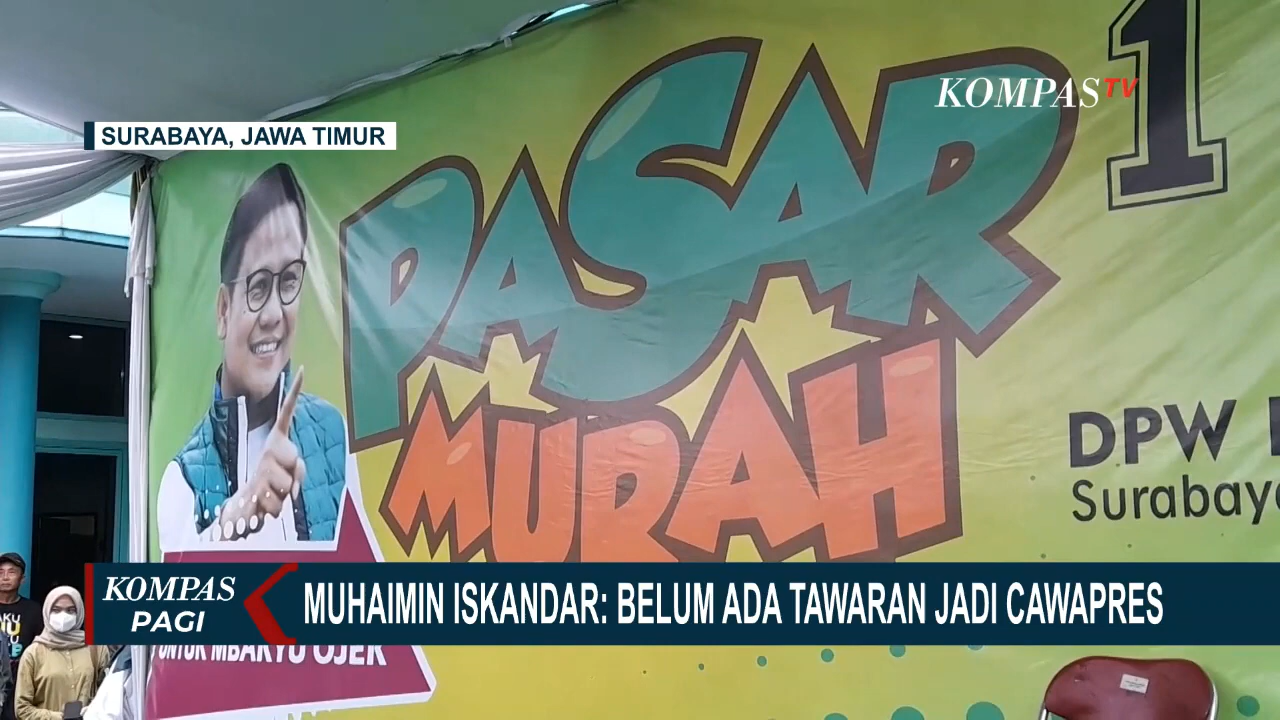 KOMPASTV
SURABAYA, JAWA TIMUR
PASAR
MURAH
1
DPW
Surabaya
KOMPAS
PAGI
MUHAIMIN ISKANDAR: BELUM ADA TAWARAN JADI CAWAPRES
UNTUK MBAKYU OJEK